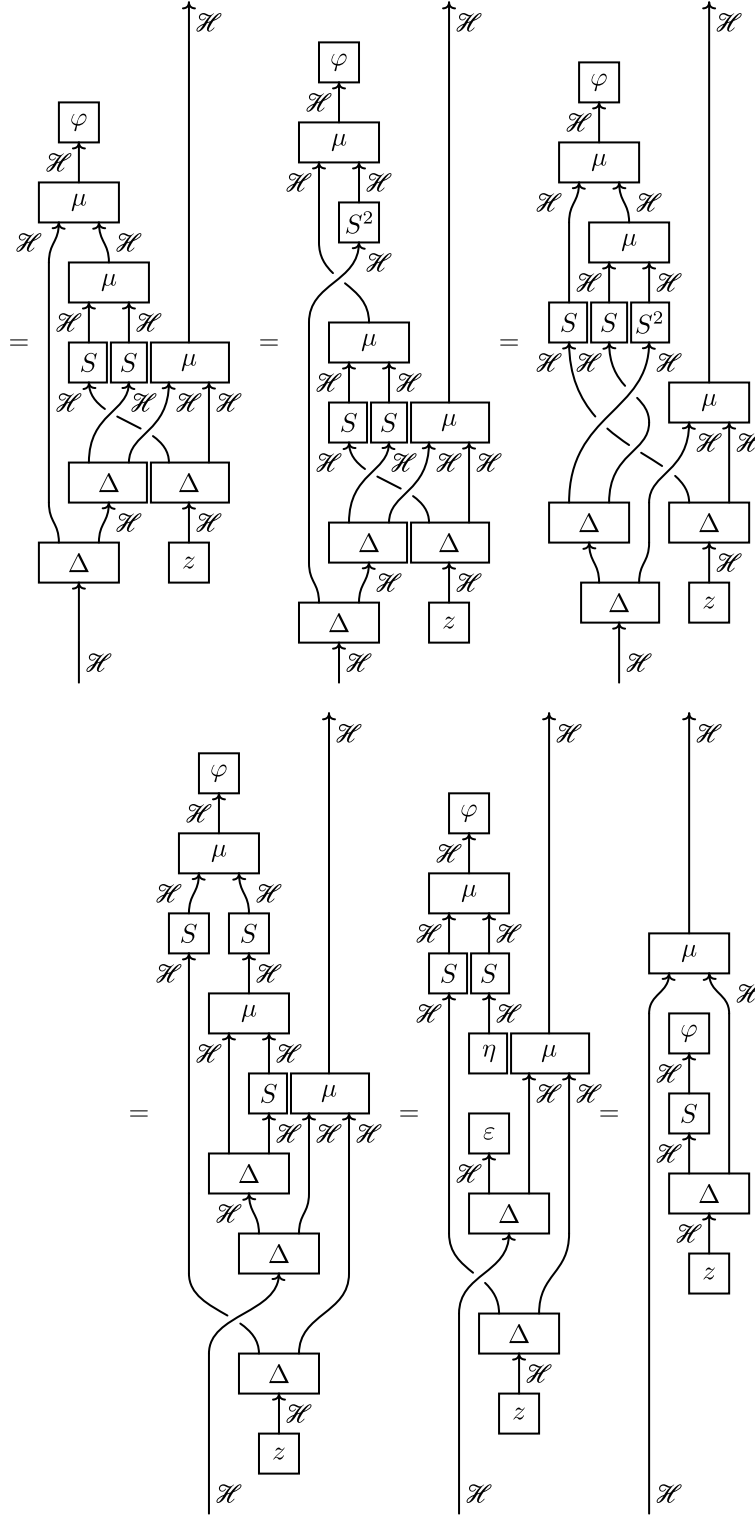 ℋ
φ
ℋ
μ
ℋ ℋ
μ
ℋ ℋ
= S S μ
ℋ ℋ ℋ ℋ
Δ Δ
ℋ ℋ
Δ z
ℋ
ℋ
φ
ℋ
μ
ℋ ℋ
S²
ℋ
= μ
ℋ ℋ
S S μ
ℋ ℋ ℋ ℋ
Δ Δ
ℋ ℋ
Δ z
ℋ
ℋ
φ
ℋ
μ
ℋ ℋ
μ
ℋ ℋ
= S S S²
ℋ ℋ ℋ
μ
ℋ ℋ
Δ Δ
ℋ
Δ z
ℋ
ℋ
φ
ℋ
μ
ℋ ℋ
S S
ℋ ℋ
μ
ℋ ℋ
S μ
= ℋ ℋ ℋ
Δ
ℋ
Δ
Δ
ℋ
z
ℋ
ℋ
φ
ℋ
μ
ℋ ℋ
S S
ℋ ℋ
η μ
ℋ ℋ
= ε
ℋ
Δ
Δ
ℋ
z
ℋ
ℋ
μ
ℋ
φ
ℋ
= S
ℋ
Δ
ℋ
z
ℋ